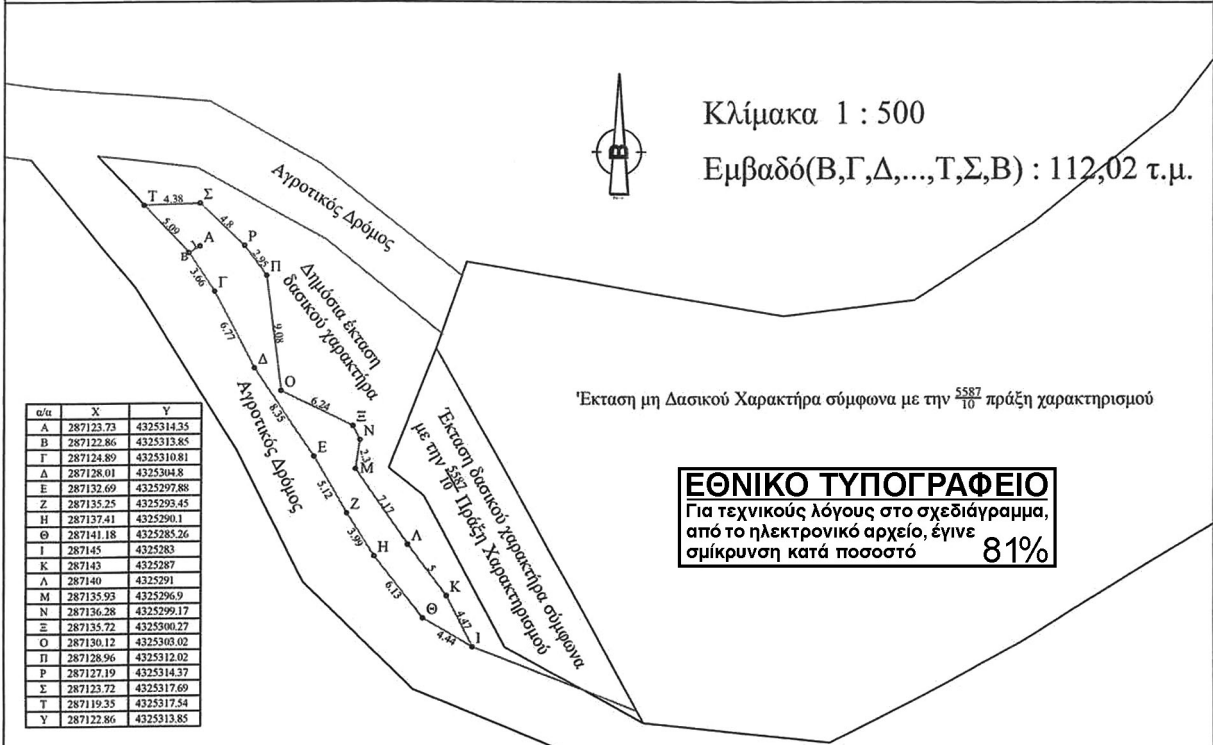 Κλίμακα 1 : 500
Εμβαδό(Β,Γ,Δ,...,Τ,Σ,Β) : 112,02 τ.μ.
Β
Αγροτικός Δρόμος
Τ 4.38 Σ
5.09
4.8
1 Α
Β
Ρ
2.95
Π
3.66
Γ
Δημόσια έκταση
δασικού χαρακτήρα
6.77
9.08
Δ
Ο
6.24
Ξ
Ν
2.3
Μ
8.35
Ε
Αγροτικός Δρόμος
5.12
Ζ
7.17
Λ
3.99
Η
5
Κ
6.13
Θ
4.47
4.44
Ι
Έκταση δασικού χαρακτήρα σύμφωνα
με την 5587/10 Πράξη Χαρακτηρισμού
Έκταση μη Δασικού Χαρακτήρα σύμφωνα με την 5587/10 πράξη χαρακτηρισμού
α/α X Y
Α 287123.73 4325314.35
Β 287122.86 4325313.85
Γ 287124.89 4325310.81
Δ 287128.01 4325304.8
Ε 287132.69 4325297.88
Ζ 287135.25 4325293.45
Η 287137.41 4325290.1
Θ 287141.18 4325285.26
Ι 287145 4325283
Κ 287143 4325287
Λ 287140 4325291
Μ 287135.93 4325296.9
Ν 287136.28 4325299.17
Ξ 287135.72 4325300.27
Ο 287130.12 4325303.02
Π 287128.96 4325312.02
Ρ 287127.19 4325314.37
Σ 287123.72 4325317.69
Τ 287119.35 4325317.54
Υ 287122.86 4325313.85
ΕΘΝΙΚΟ ΤΥΠΟΓΡΑΦΕΙΟ
Για τεχνικούς λόγους στο σχεδιάγραμμα,
από το ηλεκτρονικό αρχείο, έγινε
σμίκρυνση κατά ποσοστό 81%